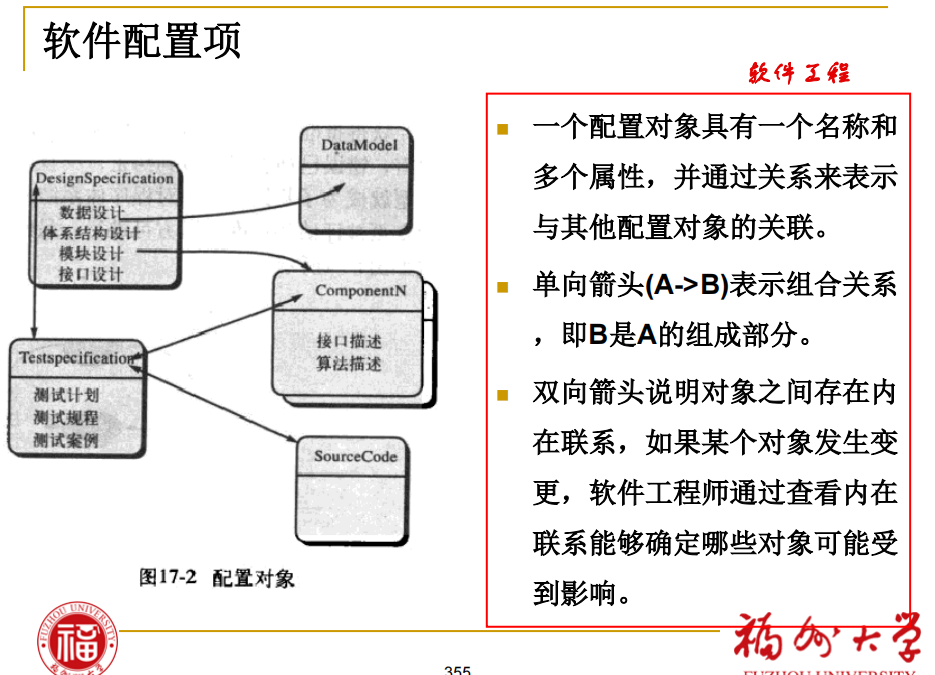 软件配置项
软件工程
DesignSpecification
数据设计
体系结构设计
模块设计
接口设计
DataModel
ComponentN
接口描述
算法描述
Testspecification
测试计划
测试规程
测试案例
SourceCode
图17-2 配置对象
一个配置对象具有一个名称和
多个属性，并通过关系来表示
与其他配置对象的关联。
单向箭头(A->B)表示组合关系
，即B是A的组成部分。
双向箭头说明对象之间存在内
在联系，如果某个对象发生变
更，软件工程师通过查看内在
联系能够确定哪些对象可能受
到影响。
FUZHOU UNIVERSITY
福
355
福州大学
FUZHOU UNIVERSITY